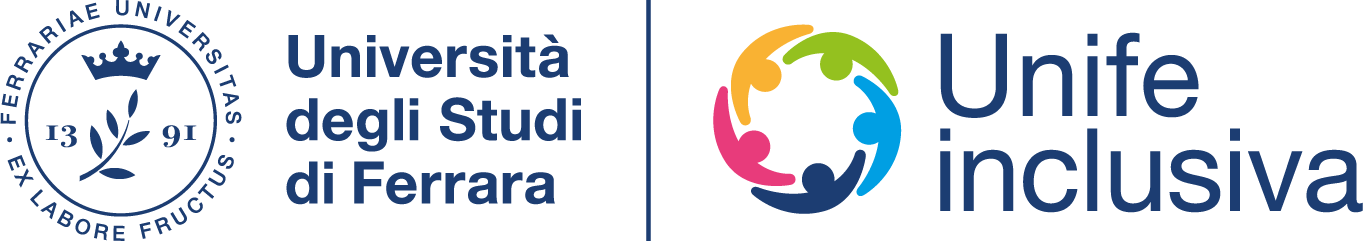 · FERRARIAE UNIVERSITAS ·
EX LABORE FRUCTUS
13 91
Università
degli Studi
di Ferrara
Unife
inclusiva